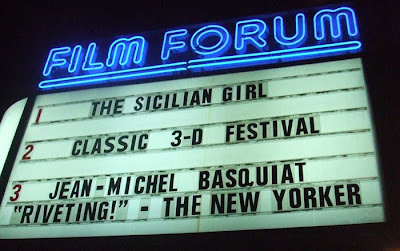 FILM FORUM
1 THE SICILIAN GIRL
2 CLASSIC 3-D FESTIVAL
3 JEAN-MICHEL BASQUIAT
"RIVETING!" - THE NEW YORKER